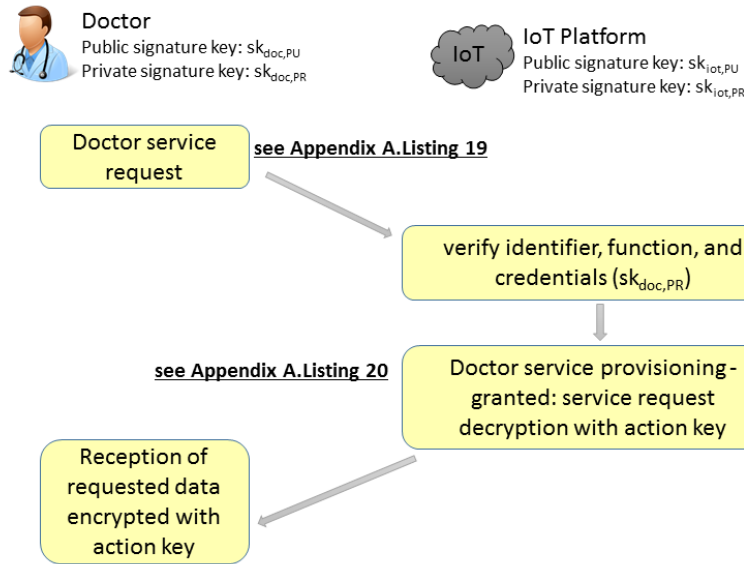 Doctor
Public signature key: sk_doc,PU
Private signature key: sk_doc,PR
IoT
IoT Platform
Public signature key: sk_iot,PU
Private signature key: sk_iot,PR
Doctor service
request
see Appendix A.Listing 19
verify identifier, function, and
credentials (sk_doc,PR)
see Appendix A.Listing 20
Doctor service provisioning -
granted: service request
decryption with action key
Reception of
requested data
encrypted with
action key